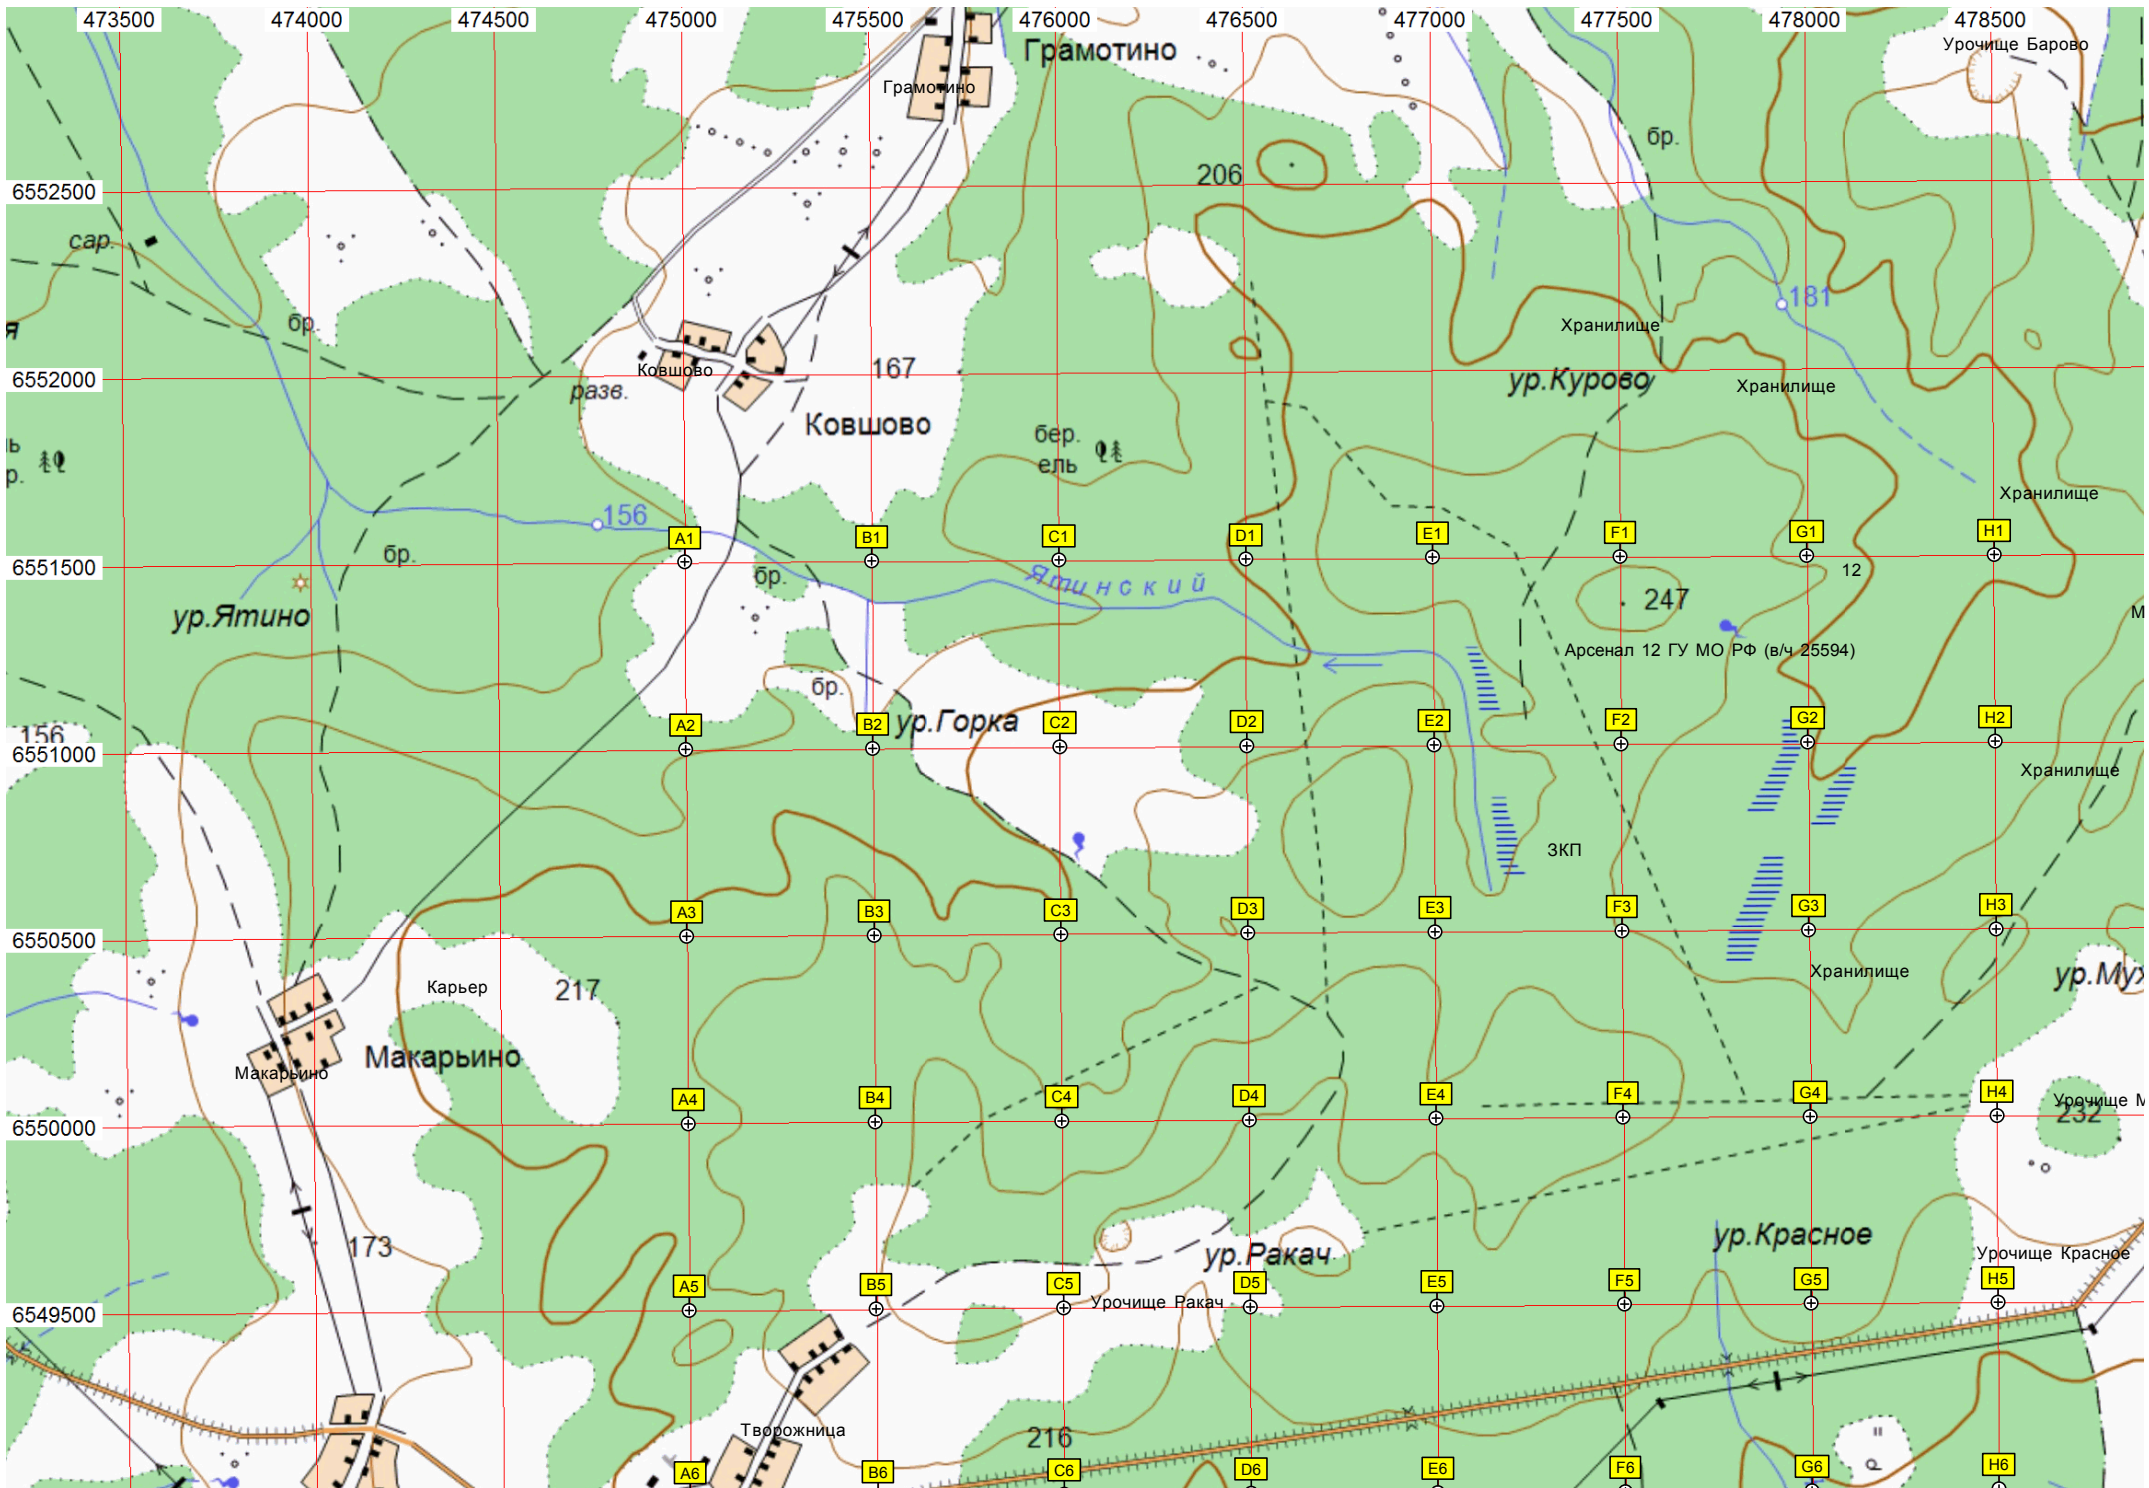 473500 474000 474500 475000 475500 476000 476500 477000 477500 478000 478500
Грамотино
Урочище Барово
Грамотино
бр.
206
6552500
сар.
181
бр.
Хранилище
я
Ковшово
167
6552000
ур.Курово
Хранилище
разв.
Ковшово
бер.
ель
ь
р.
Хранилище
156
A1 B1 C1 D1 E1 F1 G1 H1
бр.
6551500
бр.
Ятинский
12
247
ур.Ятино
М
Арсенал 12 ГУ МО РФ (в/ч 25594)
бр.
ур.Горка
156
A2 B2 C2 D2 E2 F2 G2 H2
6551000
Хранилище
ЗКП
A3 B3 C3 D3 E3 F3 G3 H3
6550500
Хранилище
ур.Мух
Карьер
217
Макарьино
Макарьино
A4 B4 C4 D4 E4 F4 G4 H4
Урочище М
232
6550000
173
ур.Ракач
ур.Красное
Урочище Красное
A5 B5 C5 D5 E5 F5 G5 H5
Урочище Ракач
6549500
Творожница
216
A6 B6 C6 D6 E6 F6 G6 H6